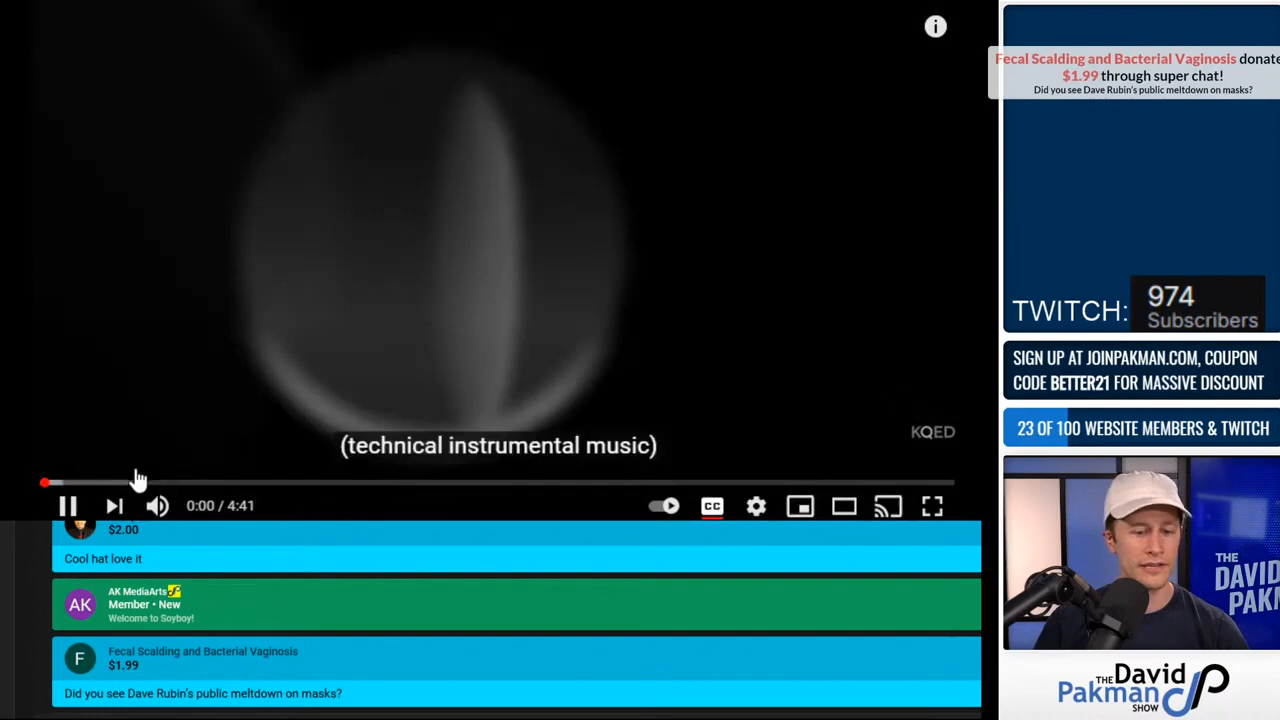 i
Fecal Scalding and Bacterial Vaginosis donate
$1.99 through super chat!
Did you see Dave Rubin's public meltdown on masks?
974
TWITCH:
Subscribers
SIGN UP AT JOINPAKMAN.COM, COUPON
CODE BETTER21 FOR MASSIVE DISCOUNT
23 OF 100 WEBSITE MEMBERS & TWITCH
KQED
(technical instrumental music)
0:00 / 4:41
CC
$2.00
Cool hat love it
AK
AK MediaArts
Member • New
Welcome to Soyboy!
F
Fecal Scalding and Bacterial Vaginosis
$1.99
Did you see Dave Rubin's public meltdown on masks?
THE
DAVID
PAKM
THE David
Pakman
SHOW